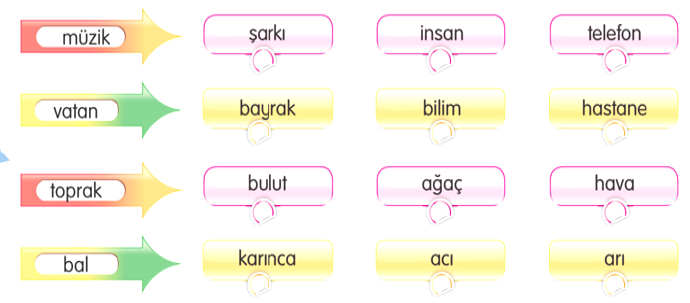 müzik şarkı insan telefon
vatan bayrak bilim hastane
toprak bulut ağaç hava
bal karınca acı arı